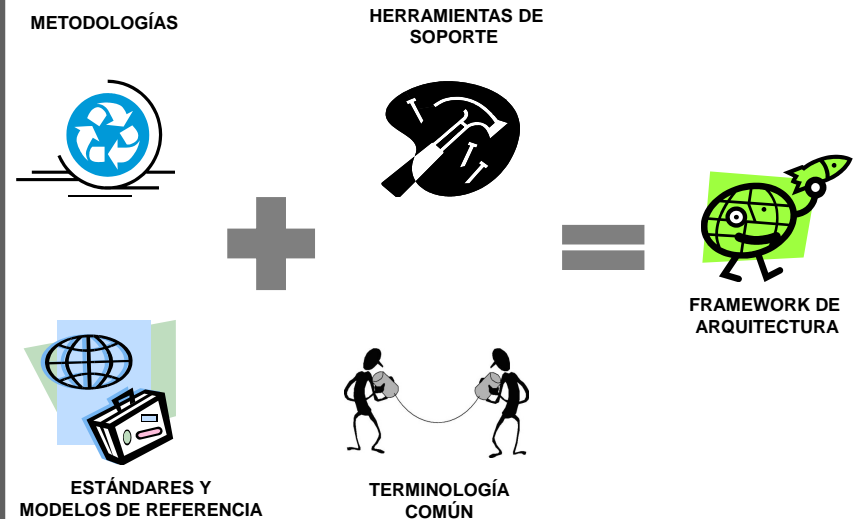 METODOLOGÍAS
HERRAMIENTAS DE
SOPORTE
FRAMEWORK DE
ARQUITECTURA
ESTÁNDARES Y
MODELOS DE REFERENCIA
TERMINOLOGÍA
COMÚN